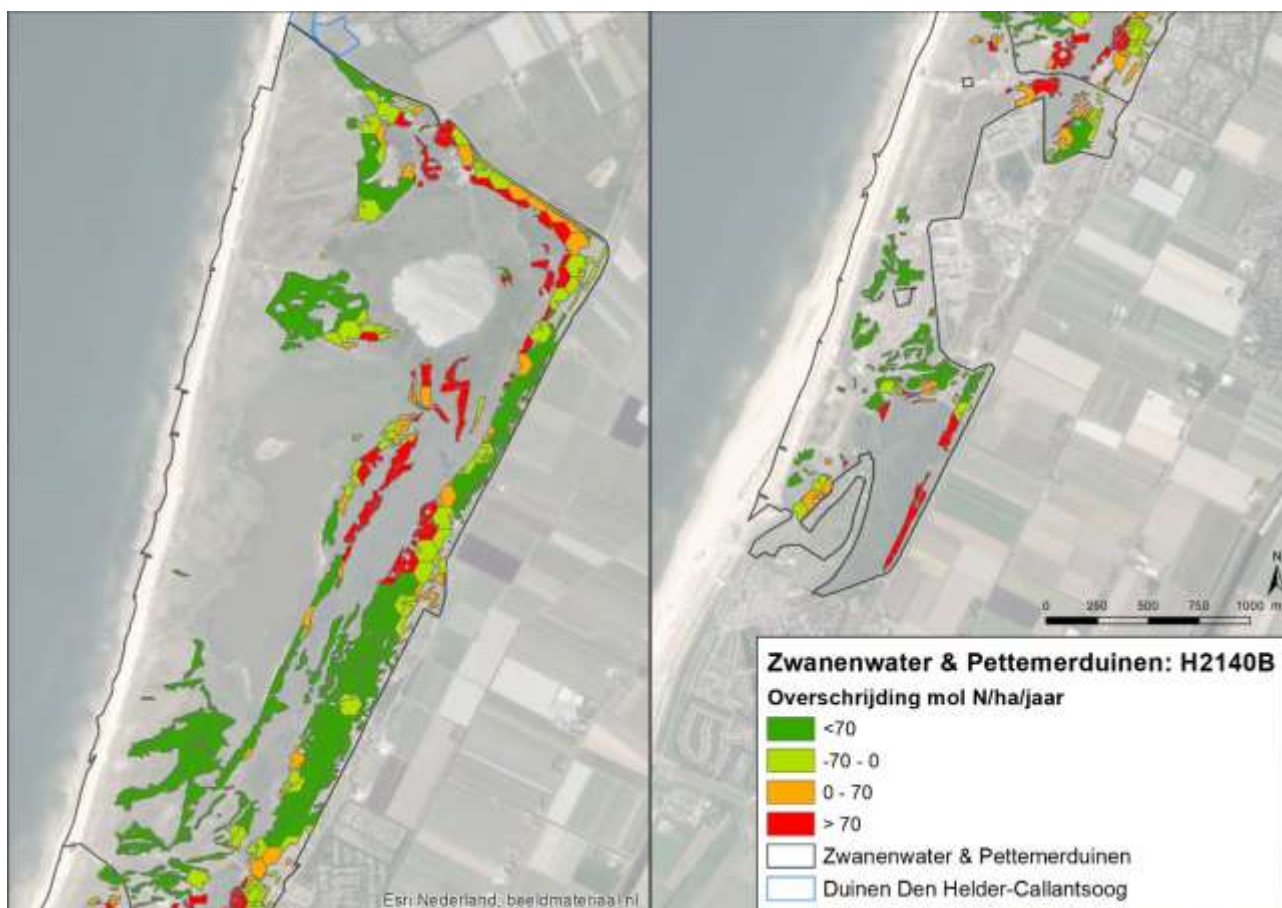 N
0 250 500 750 1000 m
Zwanenwater & Pettemerduinen: H2140B
Overschrijding mol N/ha/jaar
<70
-70 - 0
0 - 70
> 70
Zwanenwater & Pettemerduinen
Duinen Den Helder-Callantsoog
Esri Nederland, beeldmateriaal.nl